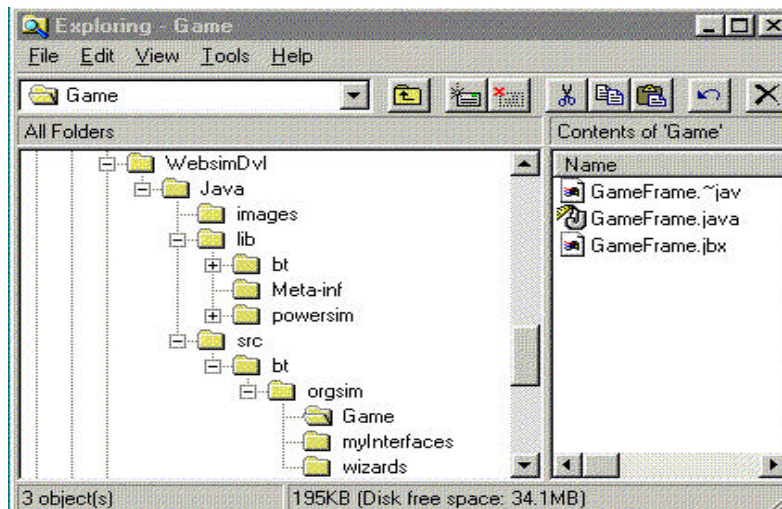 Exploring - Game
File Edit View Tools Help
Game
All Folders
Contents of 'Game'
WebsimDvl
Java
images
lib
bt
Meta-inf
powersim
src
bt
orgsim
Game
myInterfaces
wizards
Name
GameFrame.~jav
GameFrame.java
GameFrame.jbx
3 object(s)
195KB (Disk free space: 34.1MB)